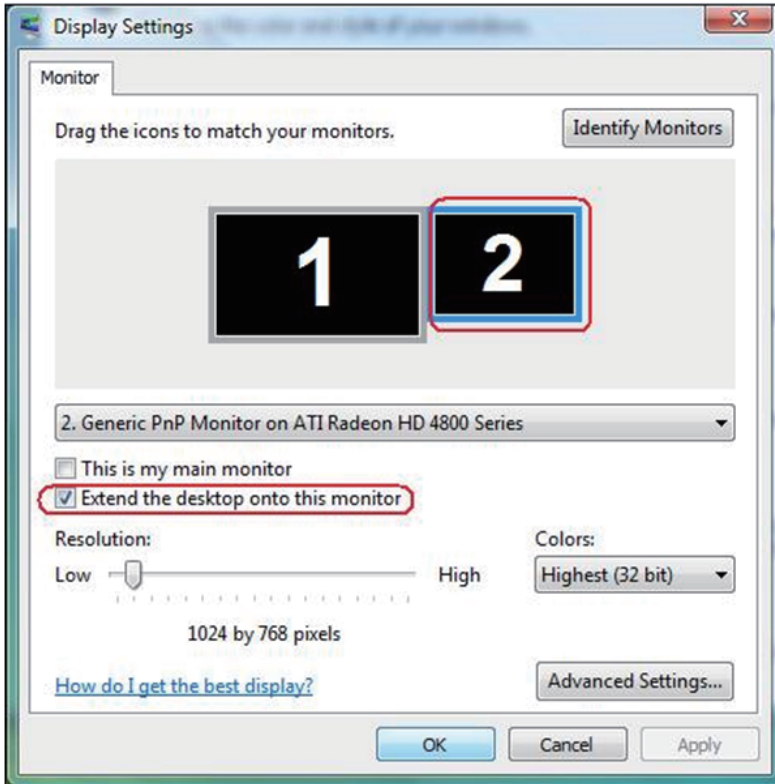 Display Settings
Monitor
Drag the icons to match your monitors.
Identify Monitors
1
2
2. Generic PnP Monitor on ATI Radeon HD 4800 Series
This is my main monitor
Extend the desktop onto this monitor
Resolution:
Colors:
Low
High
Highest (32 bit)
1024 by 768 pixels
How do I get the best display?
Advanced Settings...
OK
Cancel
Apply